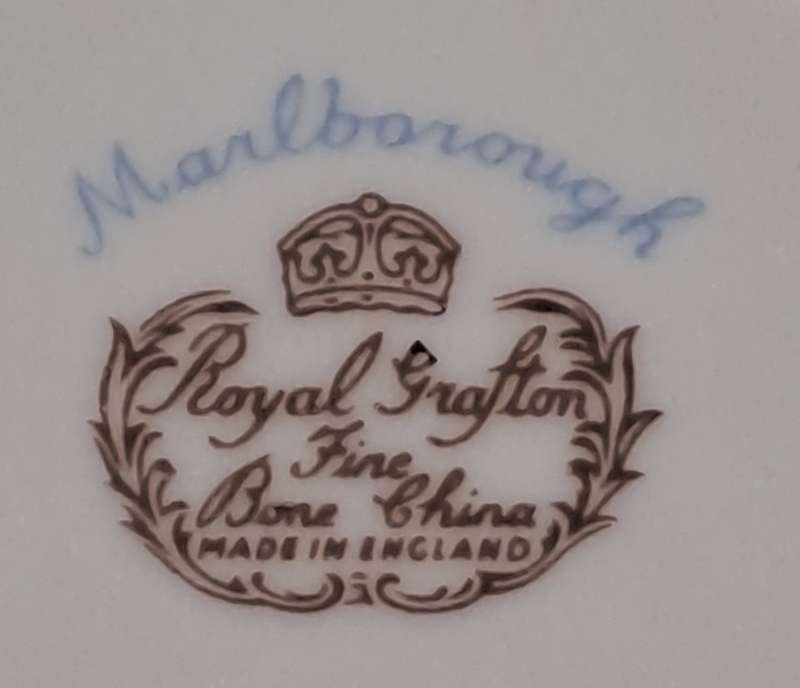 Marlborough
Royal Grafton
Fine
Bone China
MADE IN ENGLAND